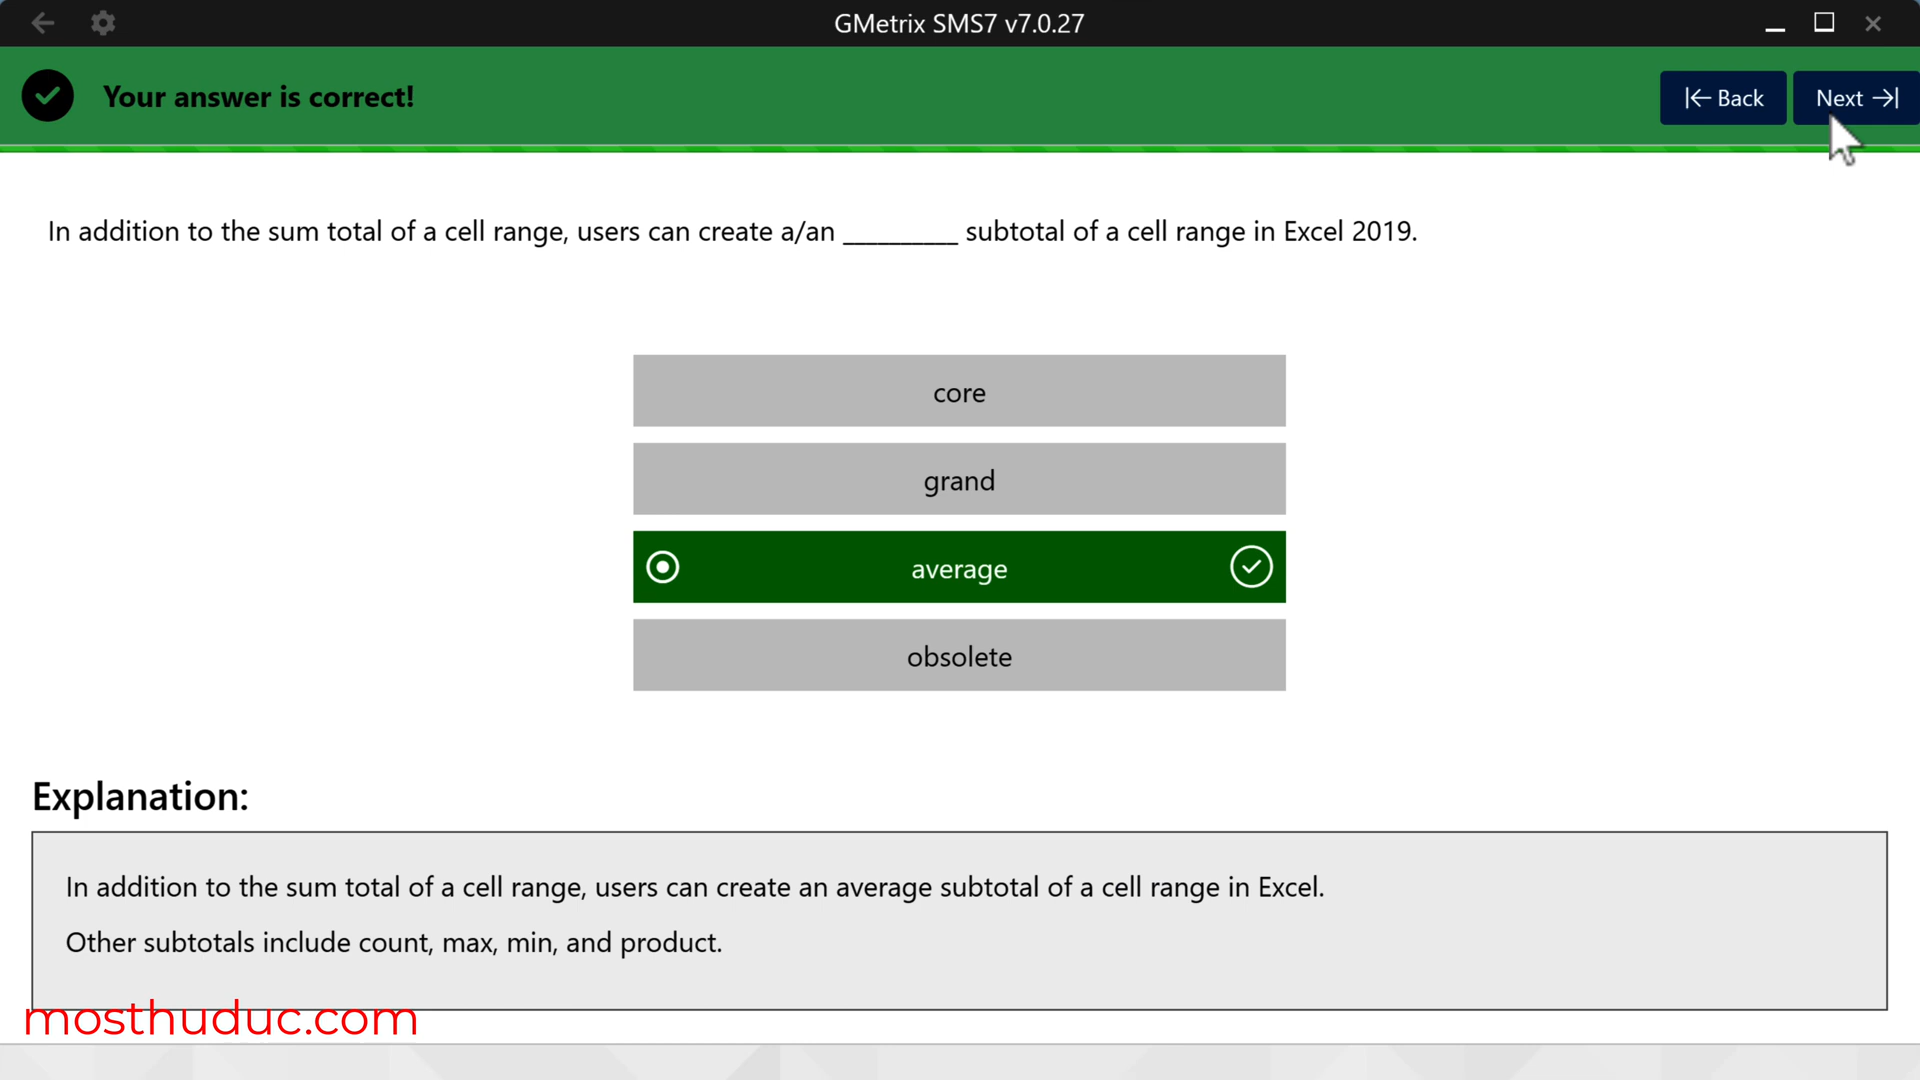 GMetrix SMS7 v7.0.27
Your answer is correct!
Back
Next
In addition to the sum total of a cell range, users can create a/an __________ subtotal of a cell range in Excel 2019.
core
grand
average
obsolete
Explanation:
In addition to the sum total of a cell range, users can create an average subtotal of a cell range in Excel.
Other subtotals include count, max, min, and product.
mosthuduc.com